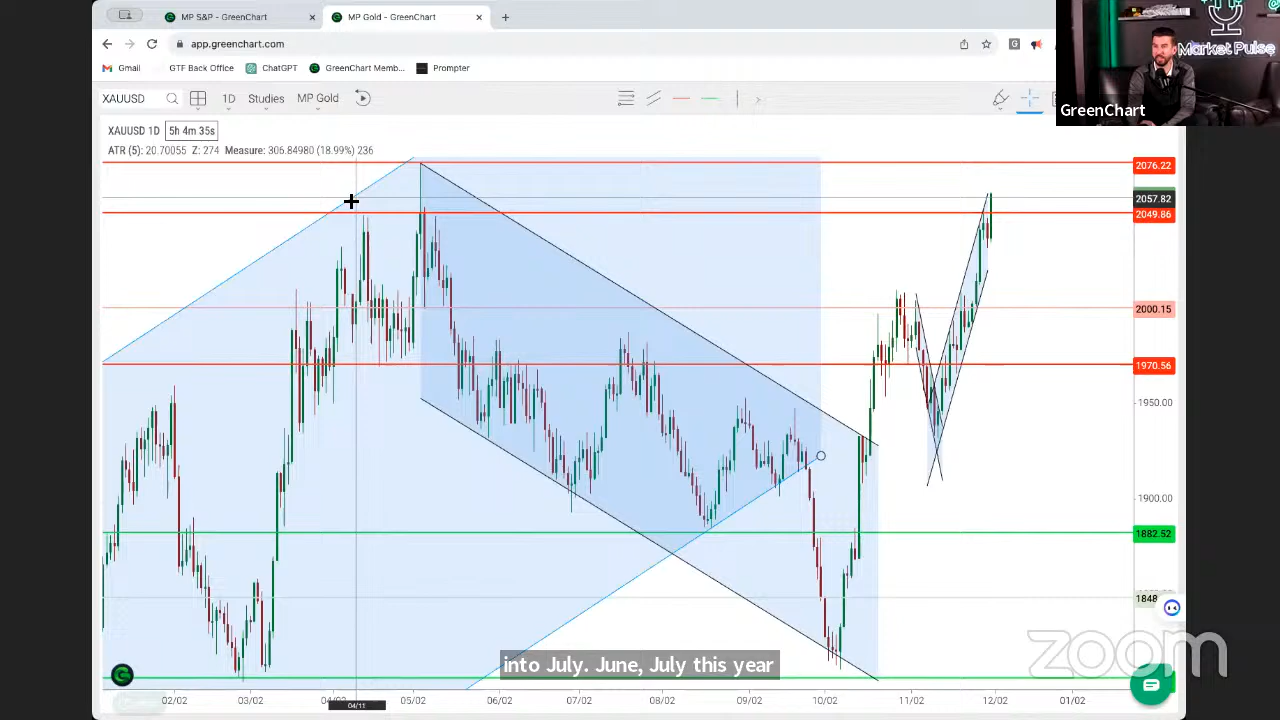 MP S&P - GreenChart
MP Gold - GreenChart
app.greenchart.com
Gmail
GTF Back Office
ChatGPT
GreenChart Memb...
Prompter
Market Pulse
GreenChart
XAUUSD
1D
Studies
MP Gold
XAUUSD 1D
5h 4m 35s
ATR (5): 20.70055 Z: 274 Measure: 306.84980 (18.99%) 236
2076.22
2057.82
2049.86
2000.15
1970.56
1950.00
1900.00
1882.52
1848
zoom
into July. June, July this year
02/02
03/02
04/11
05/02
06/02
07/02
08/02
09/02
10/02
11/02
12/02
01/02